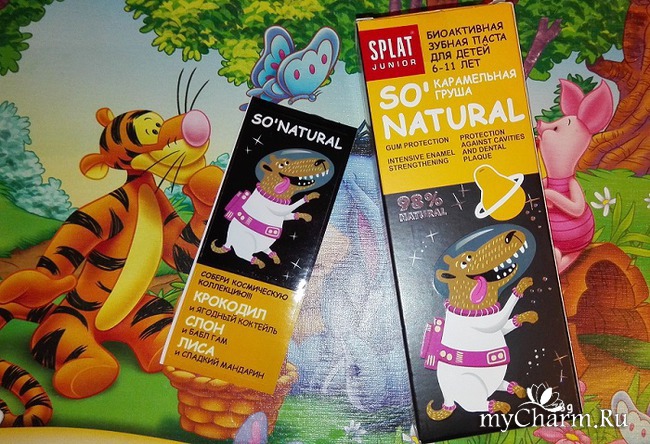 SO'NATURAL
СОБЕРИ КОСМИЧЕСКУЮ
КОЛЛЕКЦИЮ!!!
КРОКОДИЛ
И ЯГОДНЫЙ КОКТЕЙЛЬ
СЛОН
И БАБЛ ГАМ
ЛИСА
И СЛАДКИЙ МАНДАРИН
SPLAT
JUNIOR
БИОАКТИВНАЯ
ЗУБНАЯ ПАСТА
ДЛЯ ДЕТЕЙ
6-11 ЛЕТ
SO'
КАРАМЕЛЬНАЯ
ГРУША
NATURAL
GUM PROTECTION
INTENSIVE ENAMEL
STRENGTHENING
PROTECTION
AGAINST CAVITIES
AND DENTAL
PLAQUE
98%
NATURAL
myCharm.Ru